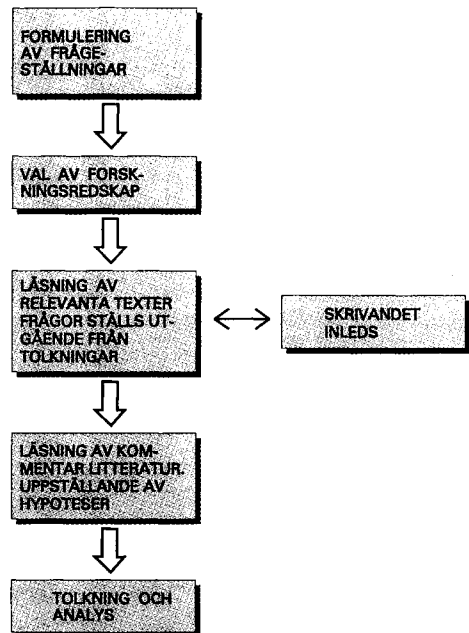 FORMULERING
AV FRÅGE-
STÄLLNINGAR
VAL AV FORSK-
NINGSREDSKAP
LÄSNING AV
RELEVANTA TEXTER
FRÅGOR STÄLLS UT-
GÅENDE FRÅN
TOLKNINGAR
SKRIVANDET
INLEDS
LÄSNING AV KOM-
MENTAR LITTERATUR.
UPPSTÄLLANDE AV
HYPOTESER
TOLKNING OCH
ANALYS